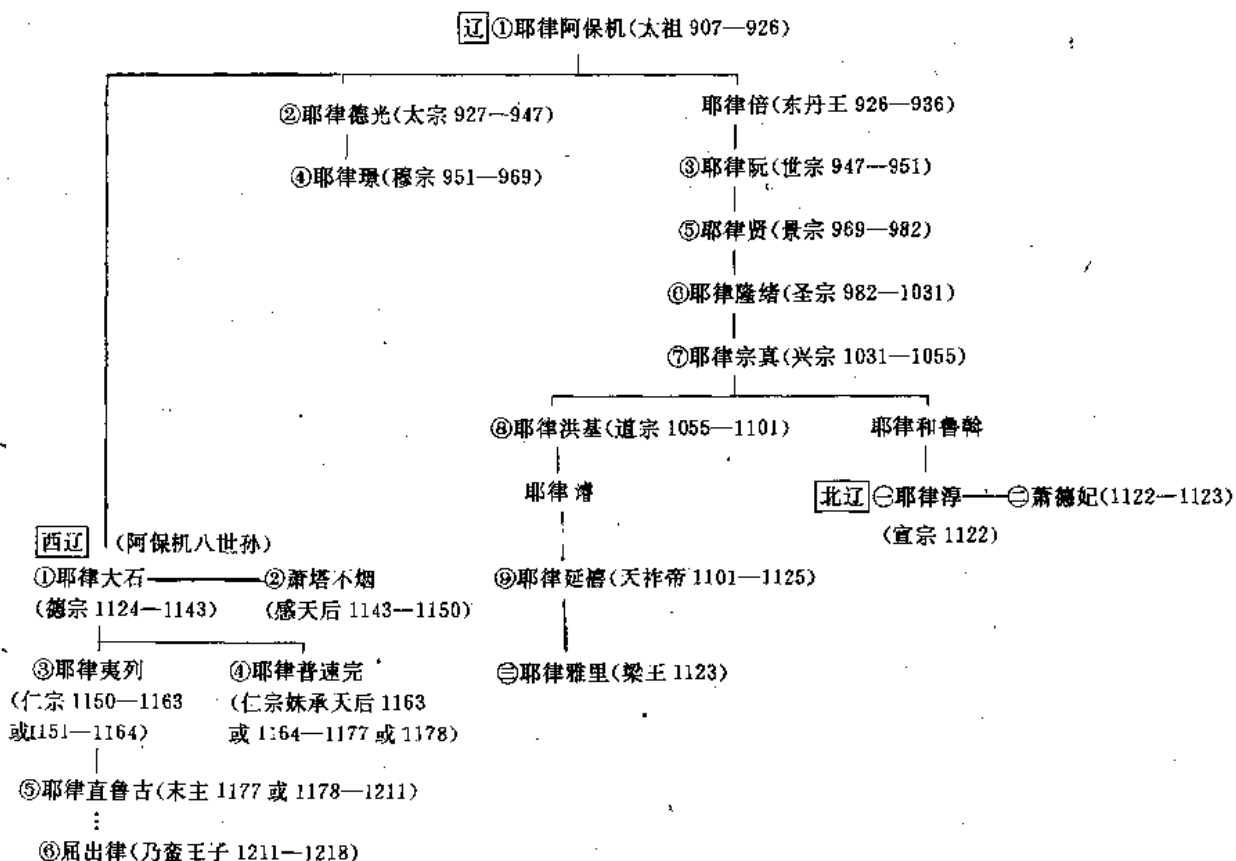 辽①耶律阿保机(太祖 907—926)
②耶律德光(太宗 927—947)
耶律倍(东丹王 926—936)
④耶律璟(穆宗 951—969)
③耶律阮(世宗 947—951)
⑤耶律贤(景宗 969—982)
⑥耶律隆绪(圣宗 982—1031)
⑦耶律宗真(兴宗 1031—1055)
⑧耶律洪基(道宗 1055—1101)
耶律和鲁斡
耶律濬
北辽㊀耶律淳——㊁萧德妃(1122—1123)
(宣宗 1122)
西辽 (阿保机八世孙)
①耶律大石——②萧塔不烟
(德宗 1124—1143) (感天后 1143—1150)
⑨耶律延禧(天祚帝 1101—1125)
③耶律夷列 ④耶律普速完
(仁宗 1150—1163 (仁宗妹承天后 1163
或1151—1164) 或 1164—1177 或 1178)
㊂耶律雅里(梁王 1123)
⑤耶律直鲁古(末主 1177 或 1178—1211)
⑥屈出律(乃蛮王子 1211—1218)